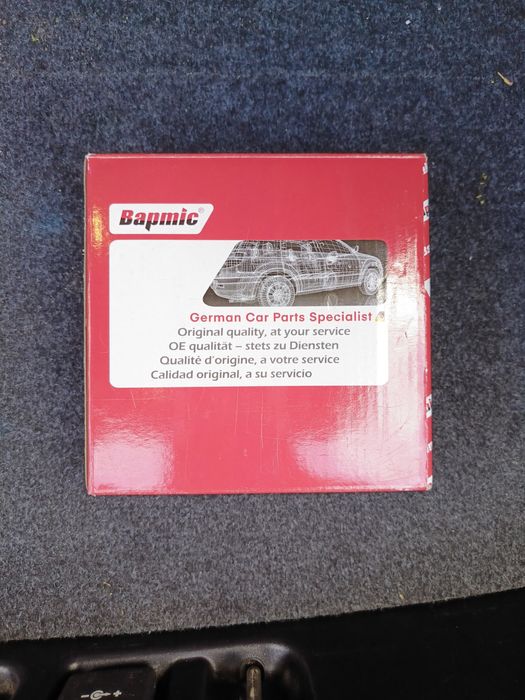 Bapmic®
German Car Parts Specialist
Original quality, at your service
OE qualität – stets zu Diensten
Qualité d'origine, a votre service
Calidad original, a su servicio